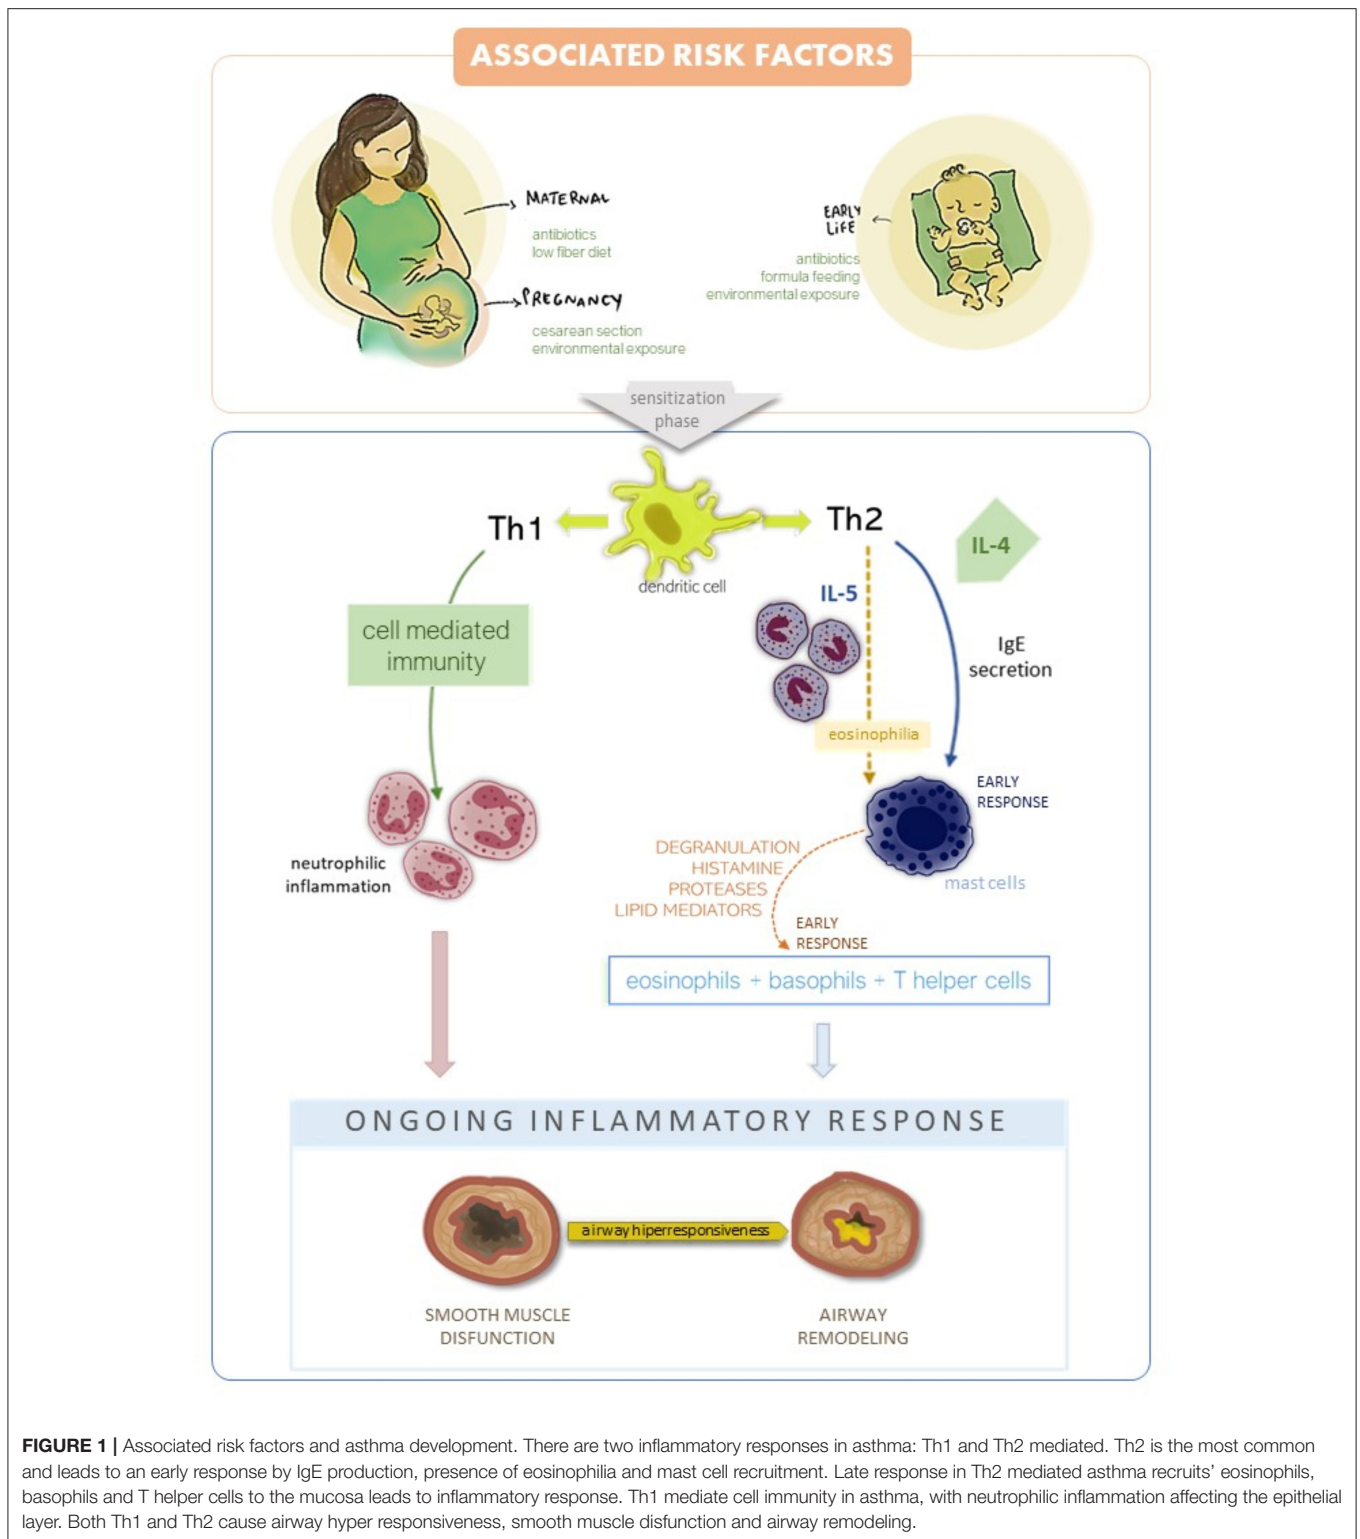 ASSOCIATED RISK FACTORS
MATERNAL
antibiotics
low fiber diet
PREGNANCY
cesarean section
environmental exposure
EARLY
LIFE
antibiotics
formula feeding
environmental exposure
sensitization
phase
Th1
Th2
dendritic cell
IL-4
IL-5
cell mediated
immunity
IgE
secretion
eosinophilia
EARLY
RESPONSE
mast cells
neutrophilic
inflammation
DEGRANULATION
HISTAMINE
PROTEASES
LIPID MEDIATORS
EARLY
RESPONSE
eosinophils + basophils + T helper cells
ONGOING INFLAMMATORY RESPONSE
airway hiperresponsiveness
SMOOTH MUSCLE
DISFUNCTION
AIRWAY
REMODELING
FIGURE 1 | Associated risk factors and asthma development. There are two inflammatory responses in asthma: Th1 and Th2 mediated. Th2 is the most common
and leads to an early response by IgE production, presence of eosinophilia and mast cell recruitment. Late response in Th2 mediated asthma recruits' eosinophils,
basophils and T helper cells to the mucosa leads to inflammatory response. Th1 mediate cell immunity in asthma, with neutrophilic inflammation affecting the epithelial
layer. Both Th1 and Th2 cause airway hyper responsiveness, smooth muscle disfunction and airway remodeling.